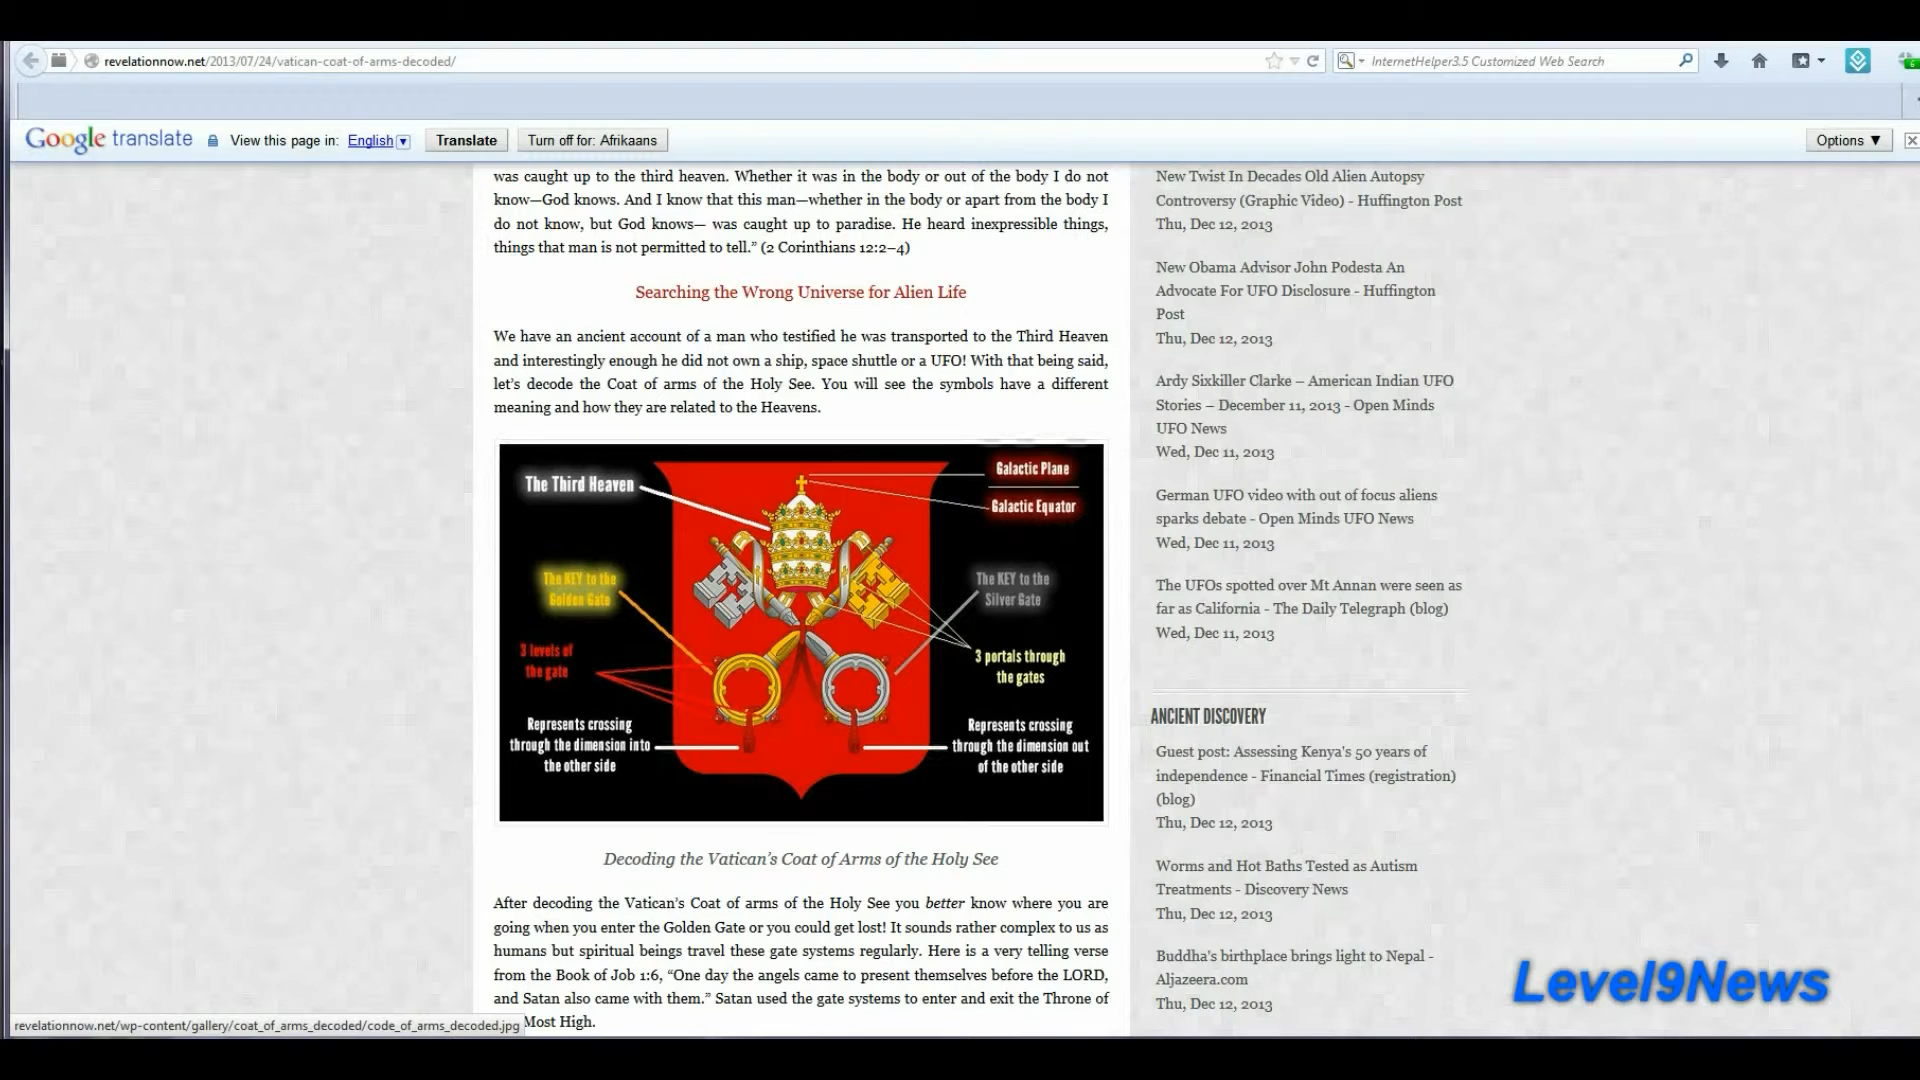 revelationnow.net/2013/07/24/vatican-coat-of-arms-decoded/
InternetHelper3.5 Customized Web Search
Google translate View this page in: English Translate Turn off for: Afrikaans Options ▼
was caught up to the third heaven. Whether it was in the body or out of the body I do not
know—God knows. And I know that this man—whether in the body or apart from the body I
do not know, but God knows— was caught up to paradise. He heard inexpressible things,
things that man is not permitted to tell.” (2 Corinthians 12:2–4)
Searching the Wrong Universe for Alien Life
We have an ancient account of a man who testified he was transported to the Third Heaven
and interestingly enough he did not own a ship, space shuttle or a UFO! With that being said,
let’s decode the Coat of arms of the Holy See. You will see the symbols have a different
meaning and how they are related to the Heavens.
The Third Heaven
Galactic Plane
Galactic Equator
The KEY to the
Golden Gate
The KEY to the
Silver Gate
3 levels of
the gate
3 portals through
the gates
Represents crossing
through the dimension into
the other side
Represents crossing
through the dimension out
of the other side
Decoding the Vatican’s Coat of Arms of the Holy See
After decoding the Vatican’s Coat of arms of the Holy See you better know where you are
going when you enter the Golden Gate or you could get lost! It sounds rather complex to us as
humans but spiritual beings travel these gate systems regularly. Here is a very telling verse
from the Book of Job 1:6, “One day the angels came to present themselves before the LORD,
and Satan also came with them.” Satan used the gate systems to enter and exit the Throne of
Most High.
revelationnow.net/wp-content/gallery/coat_of_arms_decoded/code_of_arms_decoded.jpg
New Twist In Decades Old Alien Autopsy
Controversy (Graphic Video) - Huffington Post
Thu, Dec 12, 2013
New Obama Advisor John Podesta An
Advocate For UFO Disclosure - Huffington
Post
Thu, Dec 12, 2013
Ardy Sixkiller Clarke – American Indian UFO
Stories – December 11, 2013 - Open Minds
UFO News
Wed, Dec 11, 2013
German UFO video with out of focus aliens
sparks debate - Open Minds UFO News
Wed, Dec 11, 2013
The UFOs spotted over Mt Annan were seen as
far as California - The Daily Telegraph (blog)
Wed, Dec 11, 2013
ANCIENT DISCOVERY
Guest post: Assessing Kenya's 50 years of
independence - Financial Times (registration)
(blog)
Thu, Dec 12, 2013
Worms and Hot Baths Tested as Autism
Treatments - Discovery News
Thu, Dec 12, 2013
Buddha's birthplace brings light to Nepal -
Aljazeera.com
Thu, Dec 12, 2013
Level9News